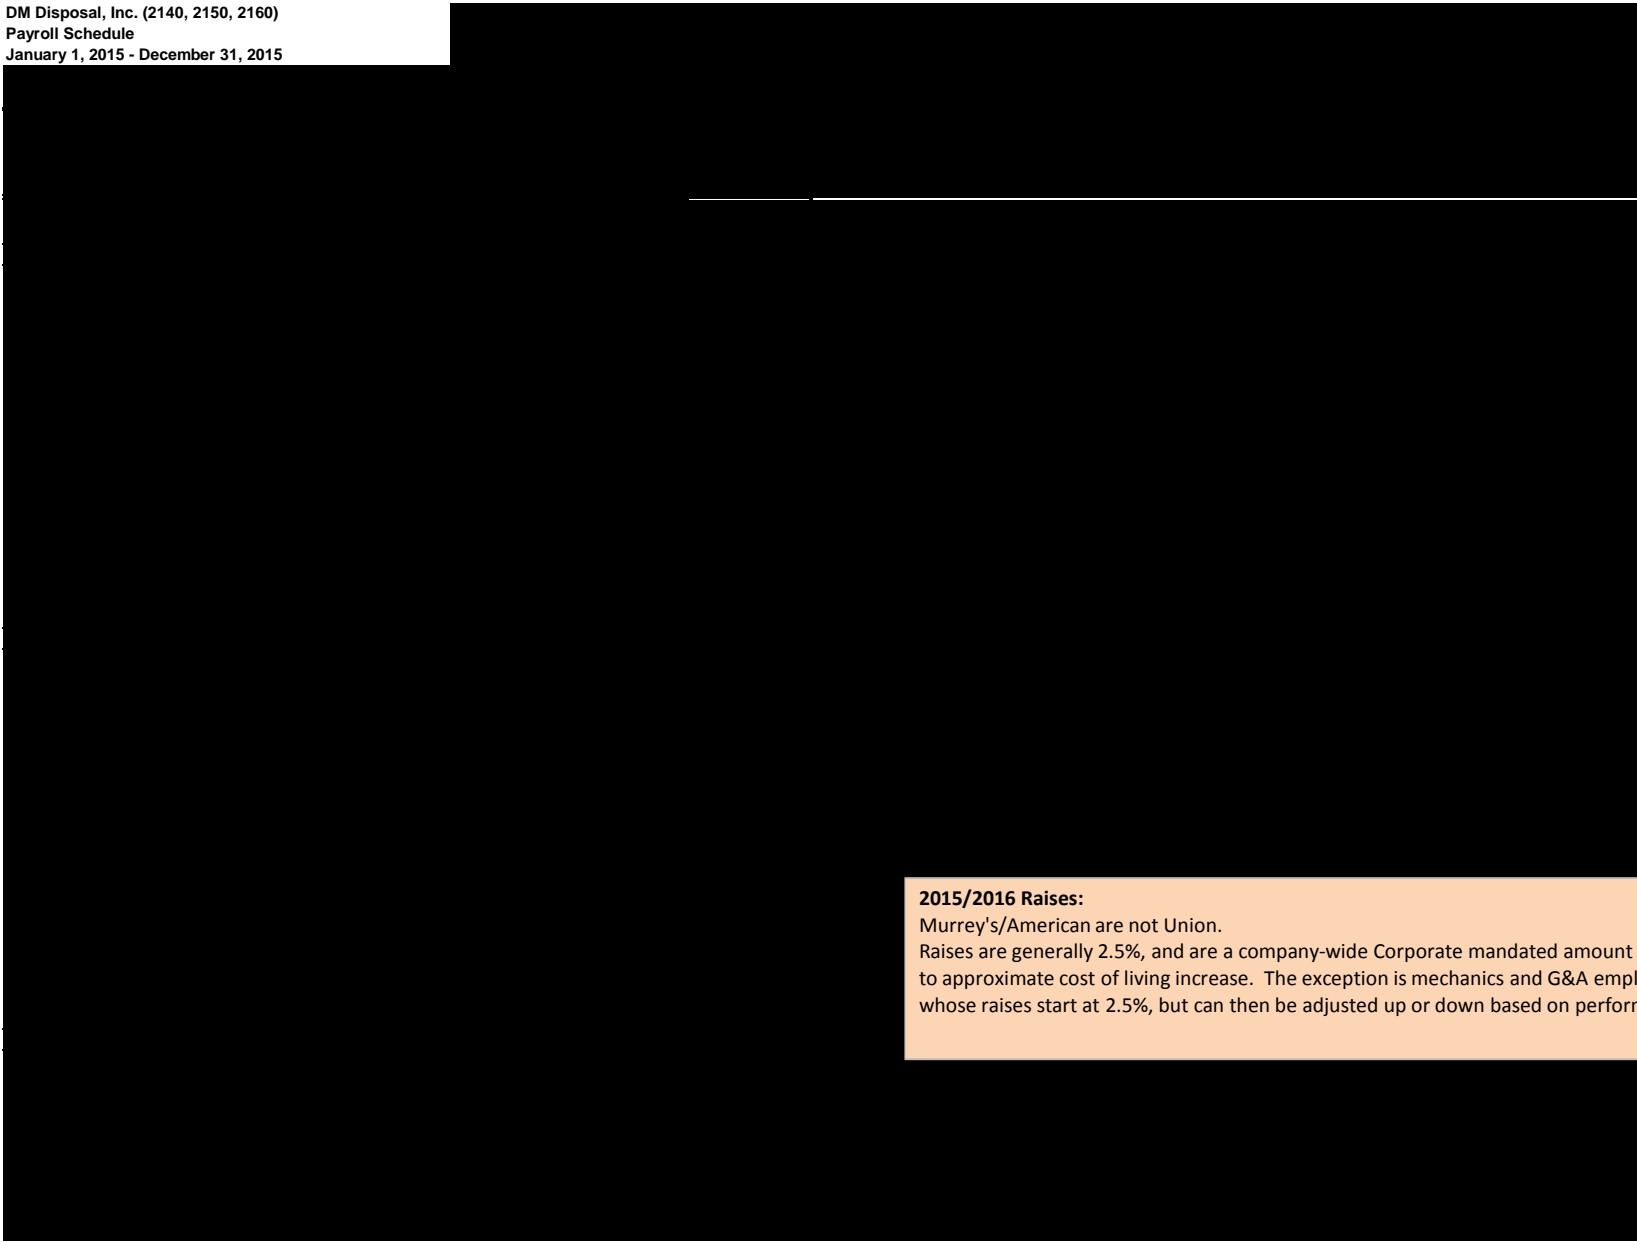 DM Disposal, Inc. (2140, 2150, 2160)
Payroll Schedule
January 1, 2015 - December 31, 2015
2015/2016 Raises:
Murrey's/American are not Union.
Raises are generally 2.5%, and are a company-wide Corporate mandated amount
to approximate cost of living increase. The exception is mechanics and G&A
whose raises start at 2.5%, but can then be adjusted up or down based on